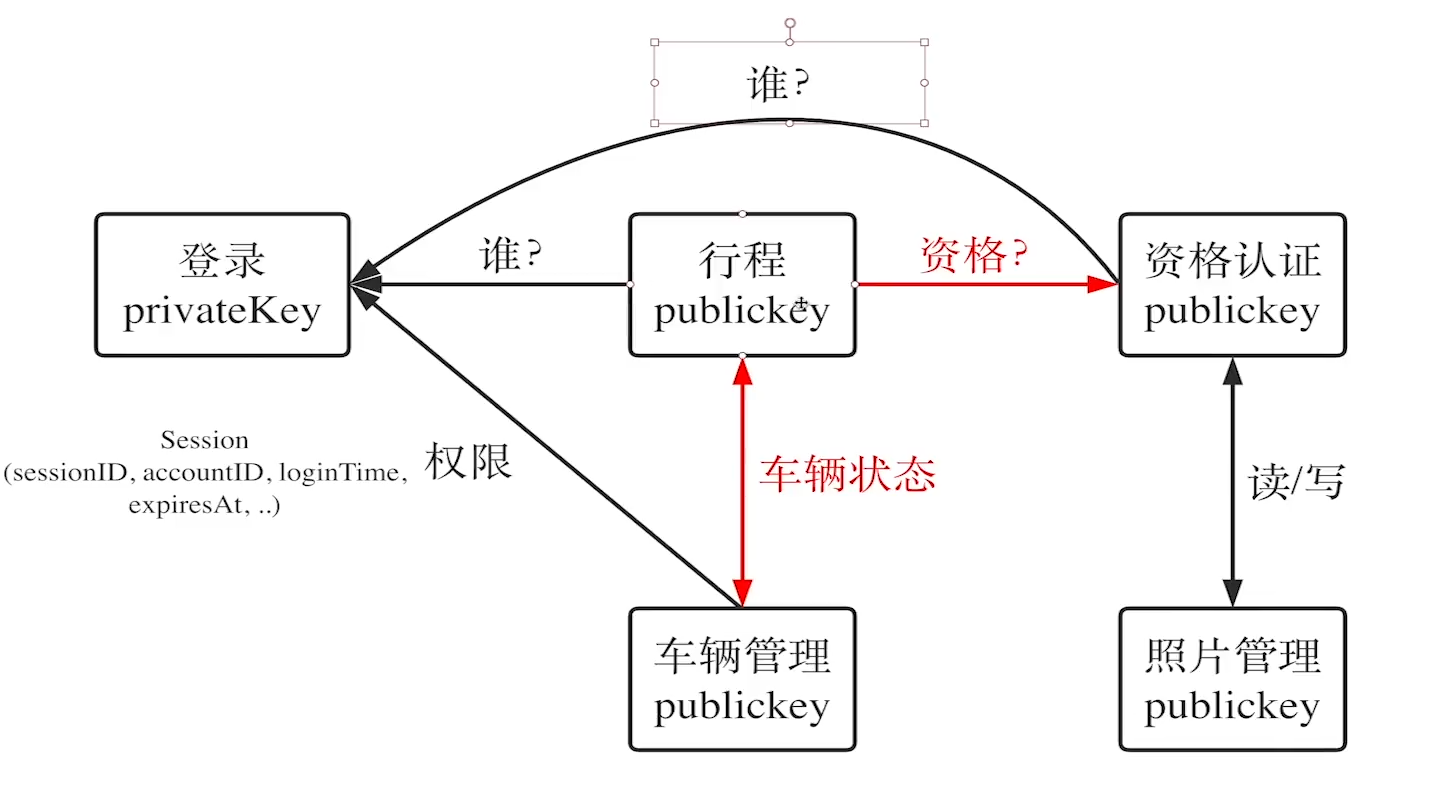 谁?
登录
privateKey
谁?
行程
publickey
资格?
资格认证
publickey
Session
(sessionID, accountID, loginTime,
expiresAt, ..)
权限
车辆状态
读/写
车辆管理
publickey
照片管理
publickey